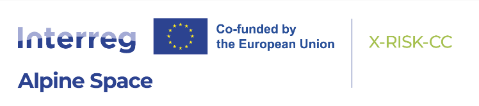 Interreg
Co-funded by
the European Union
X-RISK-CC
Alpine Space